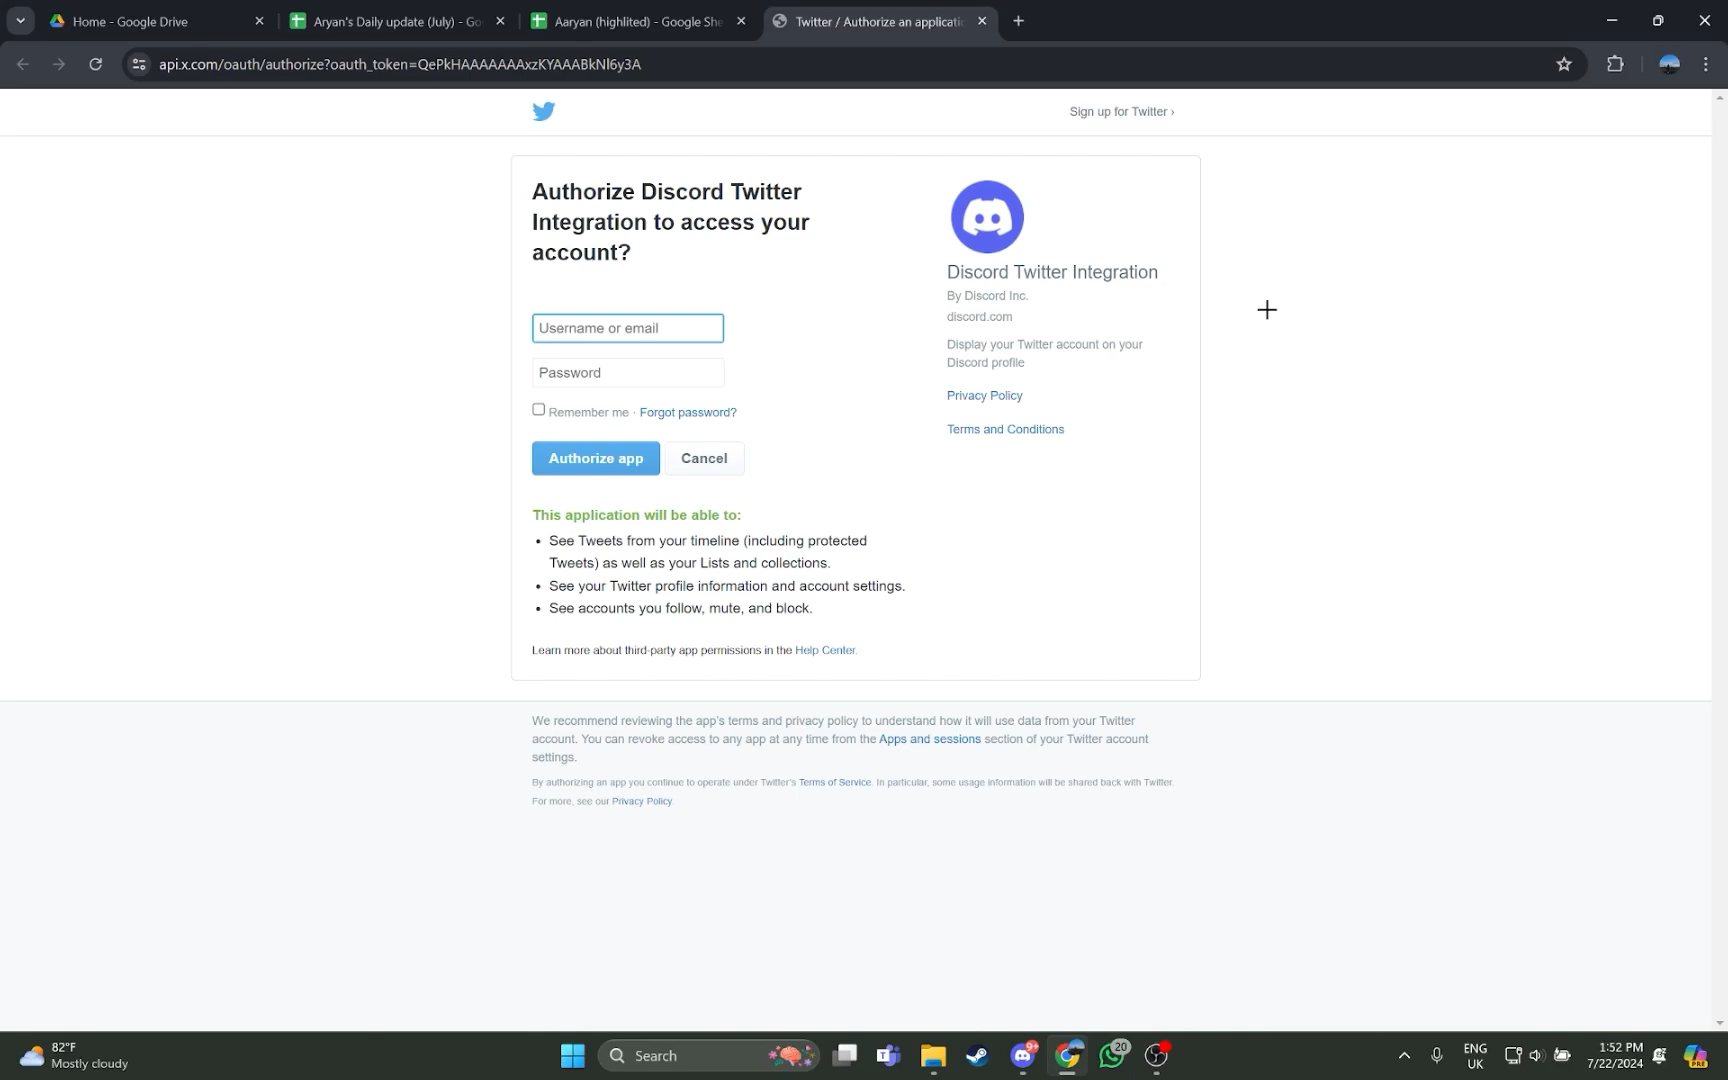 Home - Google Drive
Aryan's Daily update (July) - Go
Aaryan (highlited) - Google She
Twitter / Authorize an applicati
api.x.com/oauth/authorize?oauth_token=QePkHAAAAAAAxzKYAAABkNl6y3A
Sign up for Twitter ›
Authorize Discord Twitter
Integration to access your
account?
Discord Twitter Integration
By Discord Inc.
discord.com
Display your Twitter account on your
Discord profile
Privacy Policy
Terms and Conditions
Username or email
Password
Remember me · Forgot password?
Authorize app
Cancel
This application will be able to:
• See Tweets from your timeline (including protected
Tweets) as well as your Lists and collections.
• See your Twitter profile information and account settings.
• See accounts you follow, mute, and block.
Learn more about third-party app permissions in the Help Center.
We recommend reviewing the app's terms and privacy policy to understand how it will use data from your Twitter
account. You can revoke access to any app at any time from the Apps and sessions section of your Twitter account
settings.
By authorizing an app you continue to operate under Twitter's Terms of Service. In particular, some usage information will be shared back with Twitter.
For more, see our Privacy Policy.
82°F
Mostly cloudy
Search
9+
20
ENG
UK
1:52 PM
7/22/2024
PRE